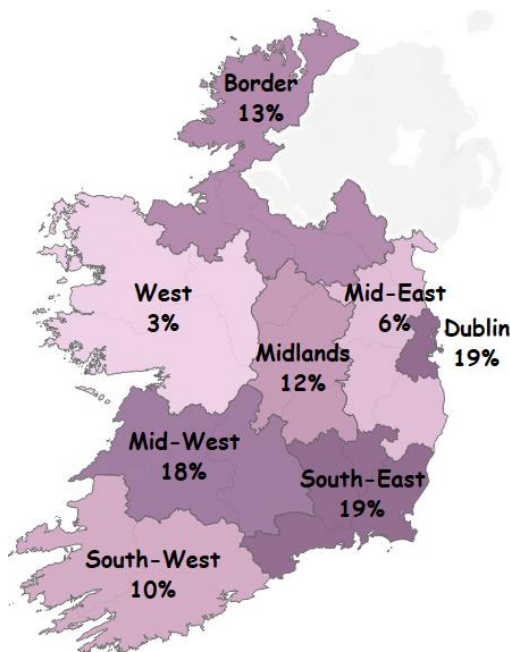 Border
13%
West
3%
Mid-East
6%
Dublin
19%
Midlands
12%
Mid-West
18%
South-East
19%
South-West
10%